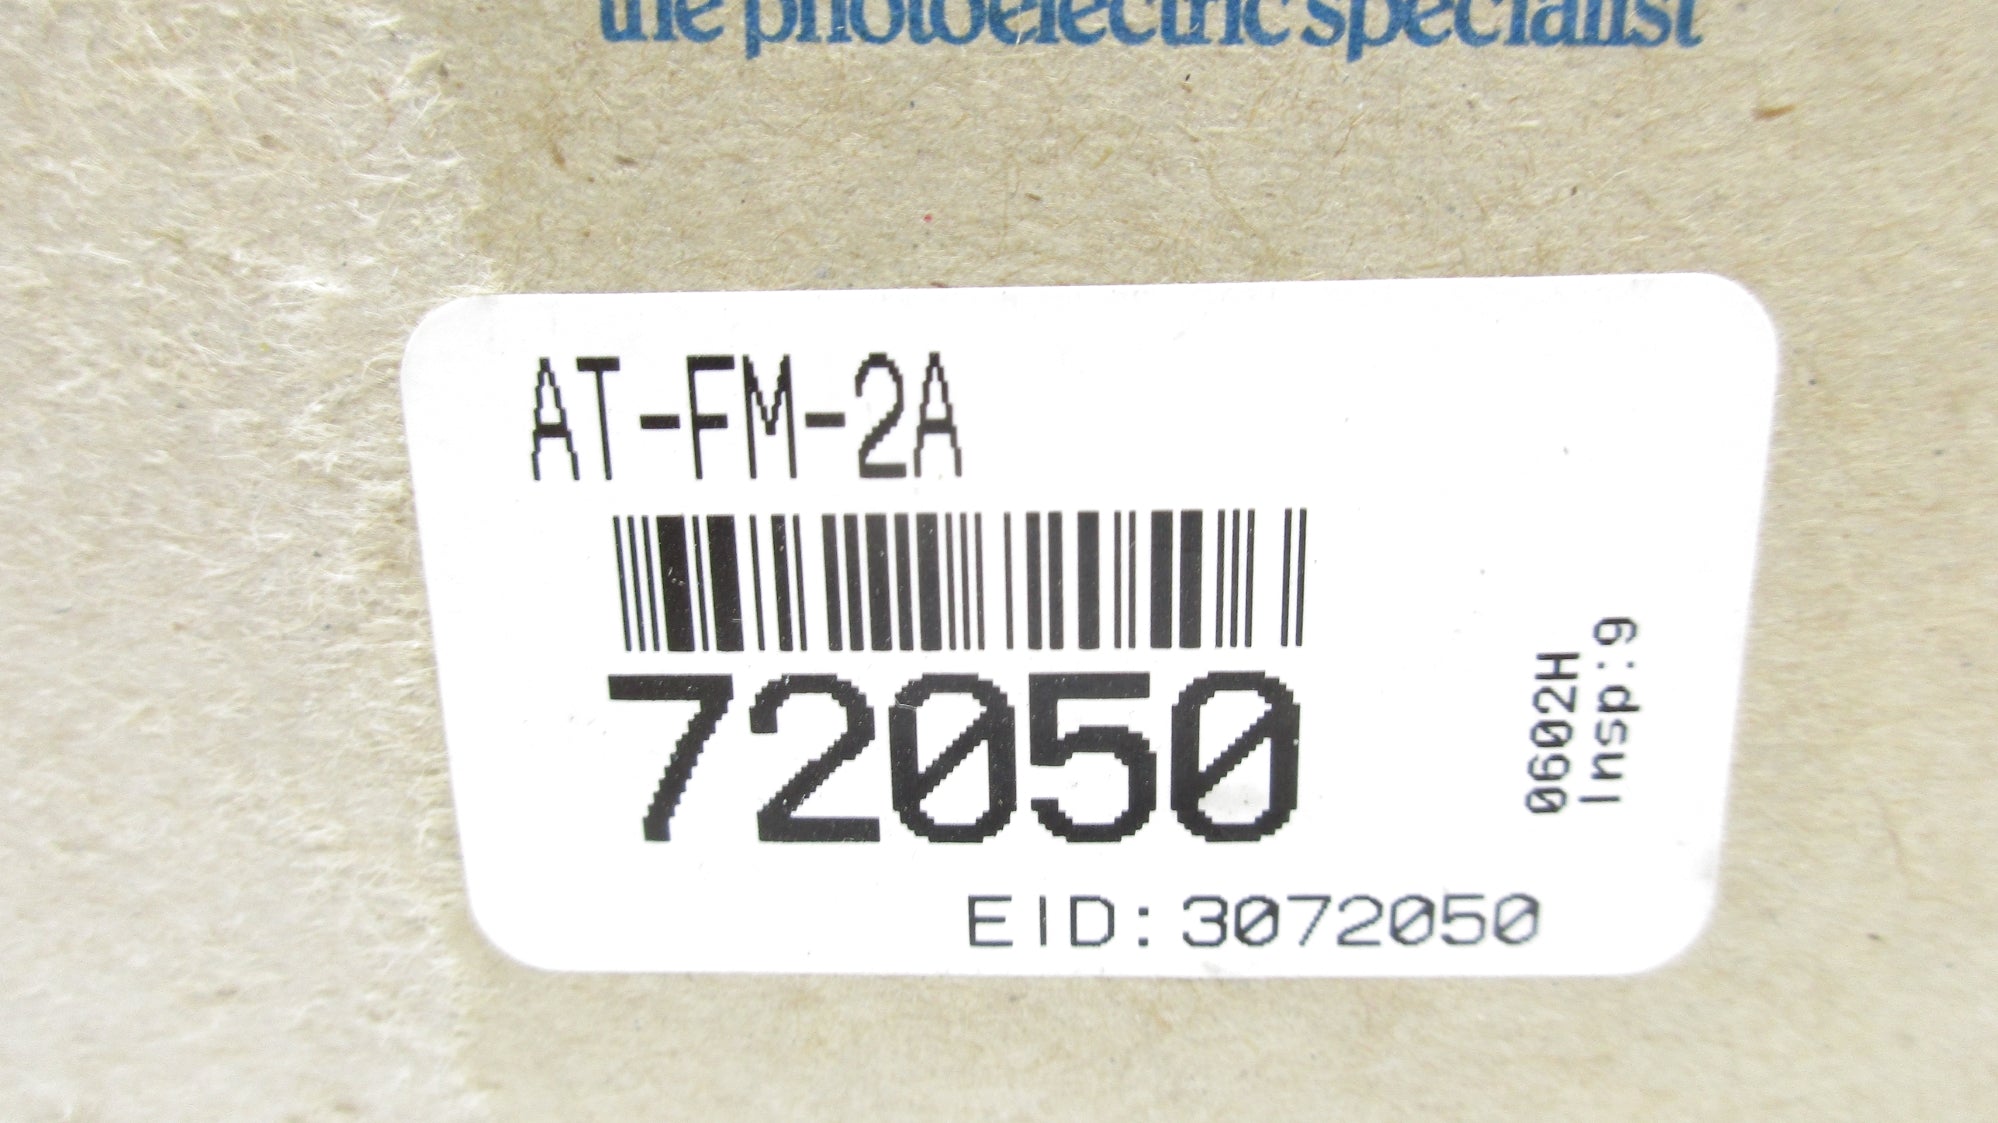 the photoelectric specialist
AT-FM-2A
72050
0602H
Insp:9
EID:3072050